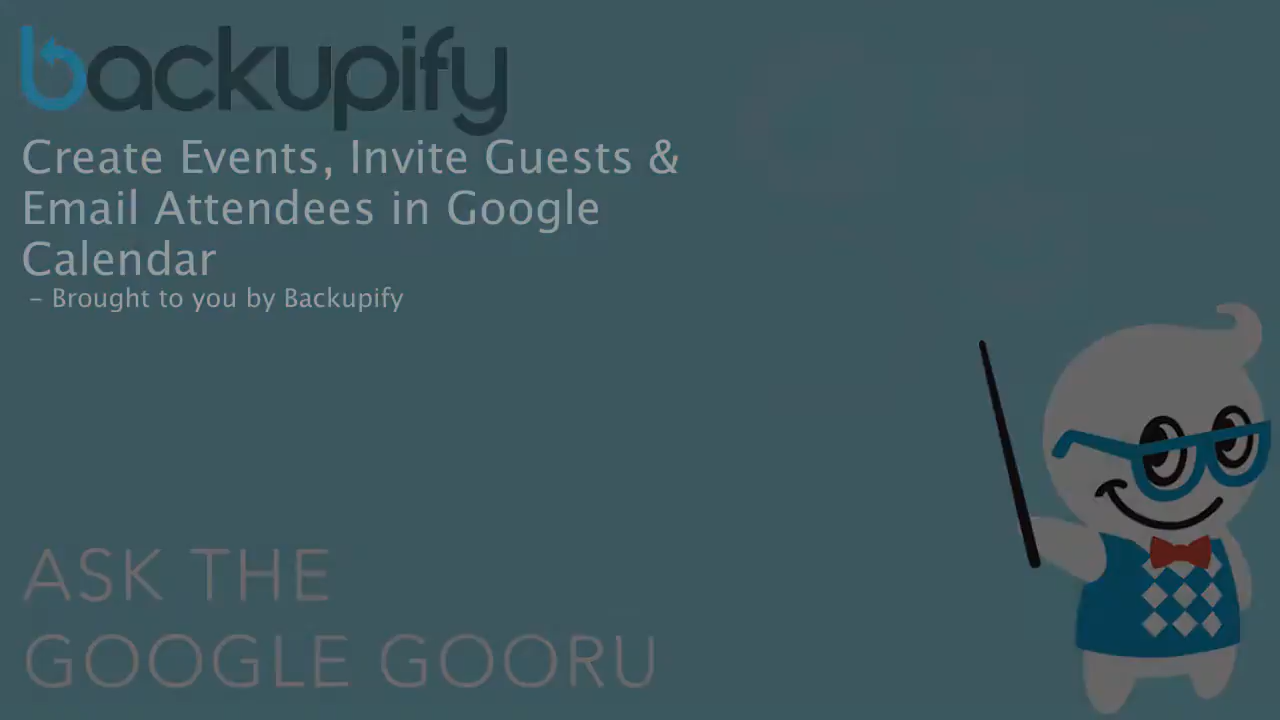 backupify
Create Events, Invite Guests &
Email Attendees in Google
Calendar
– Brought to you by Backupify
ASK THE
GOOGLE GOORU